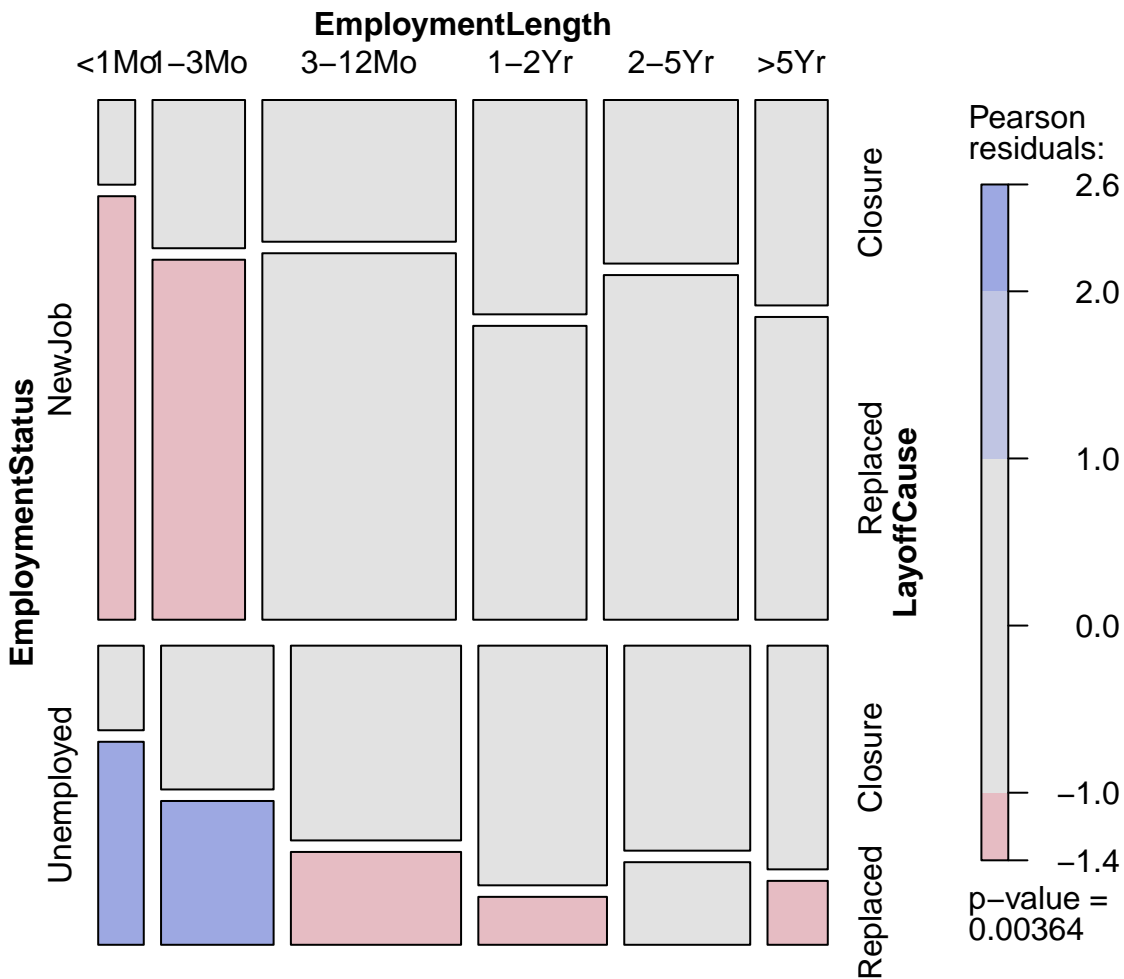 EmploymentLength
<1Mo 1−3Mo 3−12Mo 1−2Yr 2−5Yr >5Yr
EmploymentStatus
NewJob
Unemployed
Closure
Replaced
Closure
Replaced
LayoffCause
Pearson
residuals:
2.6
2.0
1.0
0.0
−1.0
−1.4
p−value =
0.00364